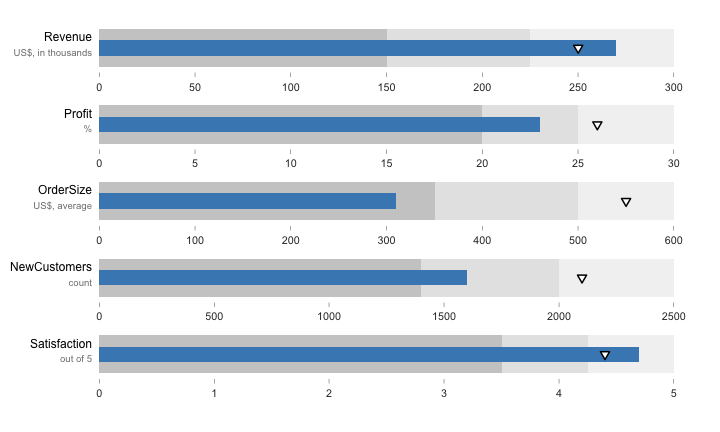 Revenue
US$, in thousands
0 50 100 150 200 250 300
Profit
%
0 5 10 15 20 25 30
OrderSize
US$, average
0 100 200 300 400 500 600
NewCustomers
count
0 500 1000 1500 2000 2500
Satisfaction
out of 5
0 1 2 3 4 5